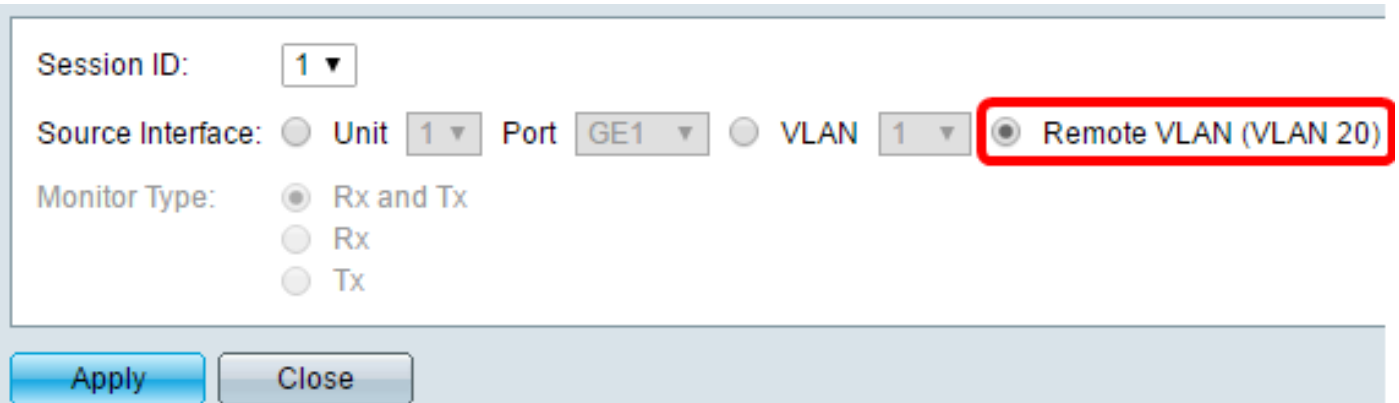 Session ID: 1
Source Interface: Unit 1 Port GE1 VLAN 1 Remote VLAN (VLAN 20)
Monitor Type: Rx and Tx
Rx
Tx
Apply Close